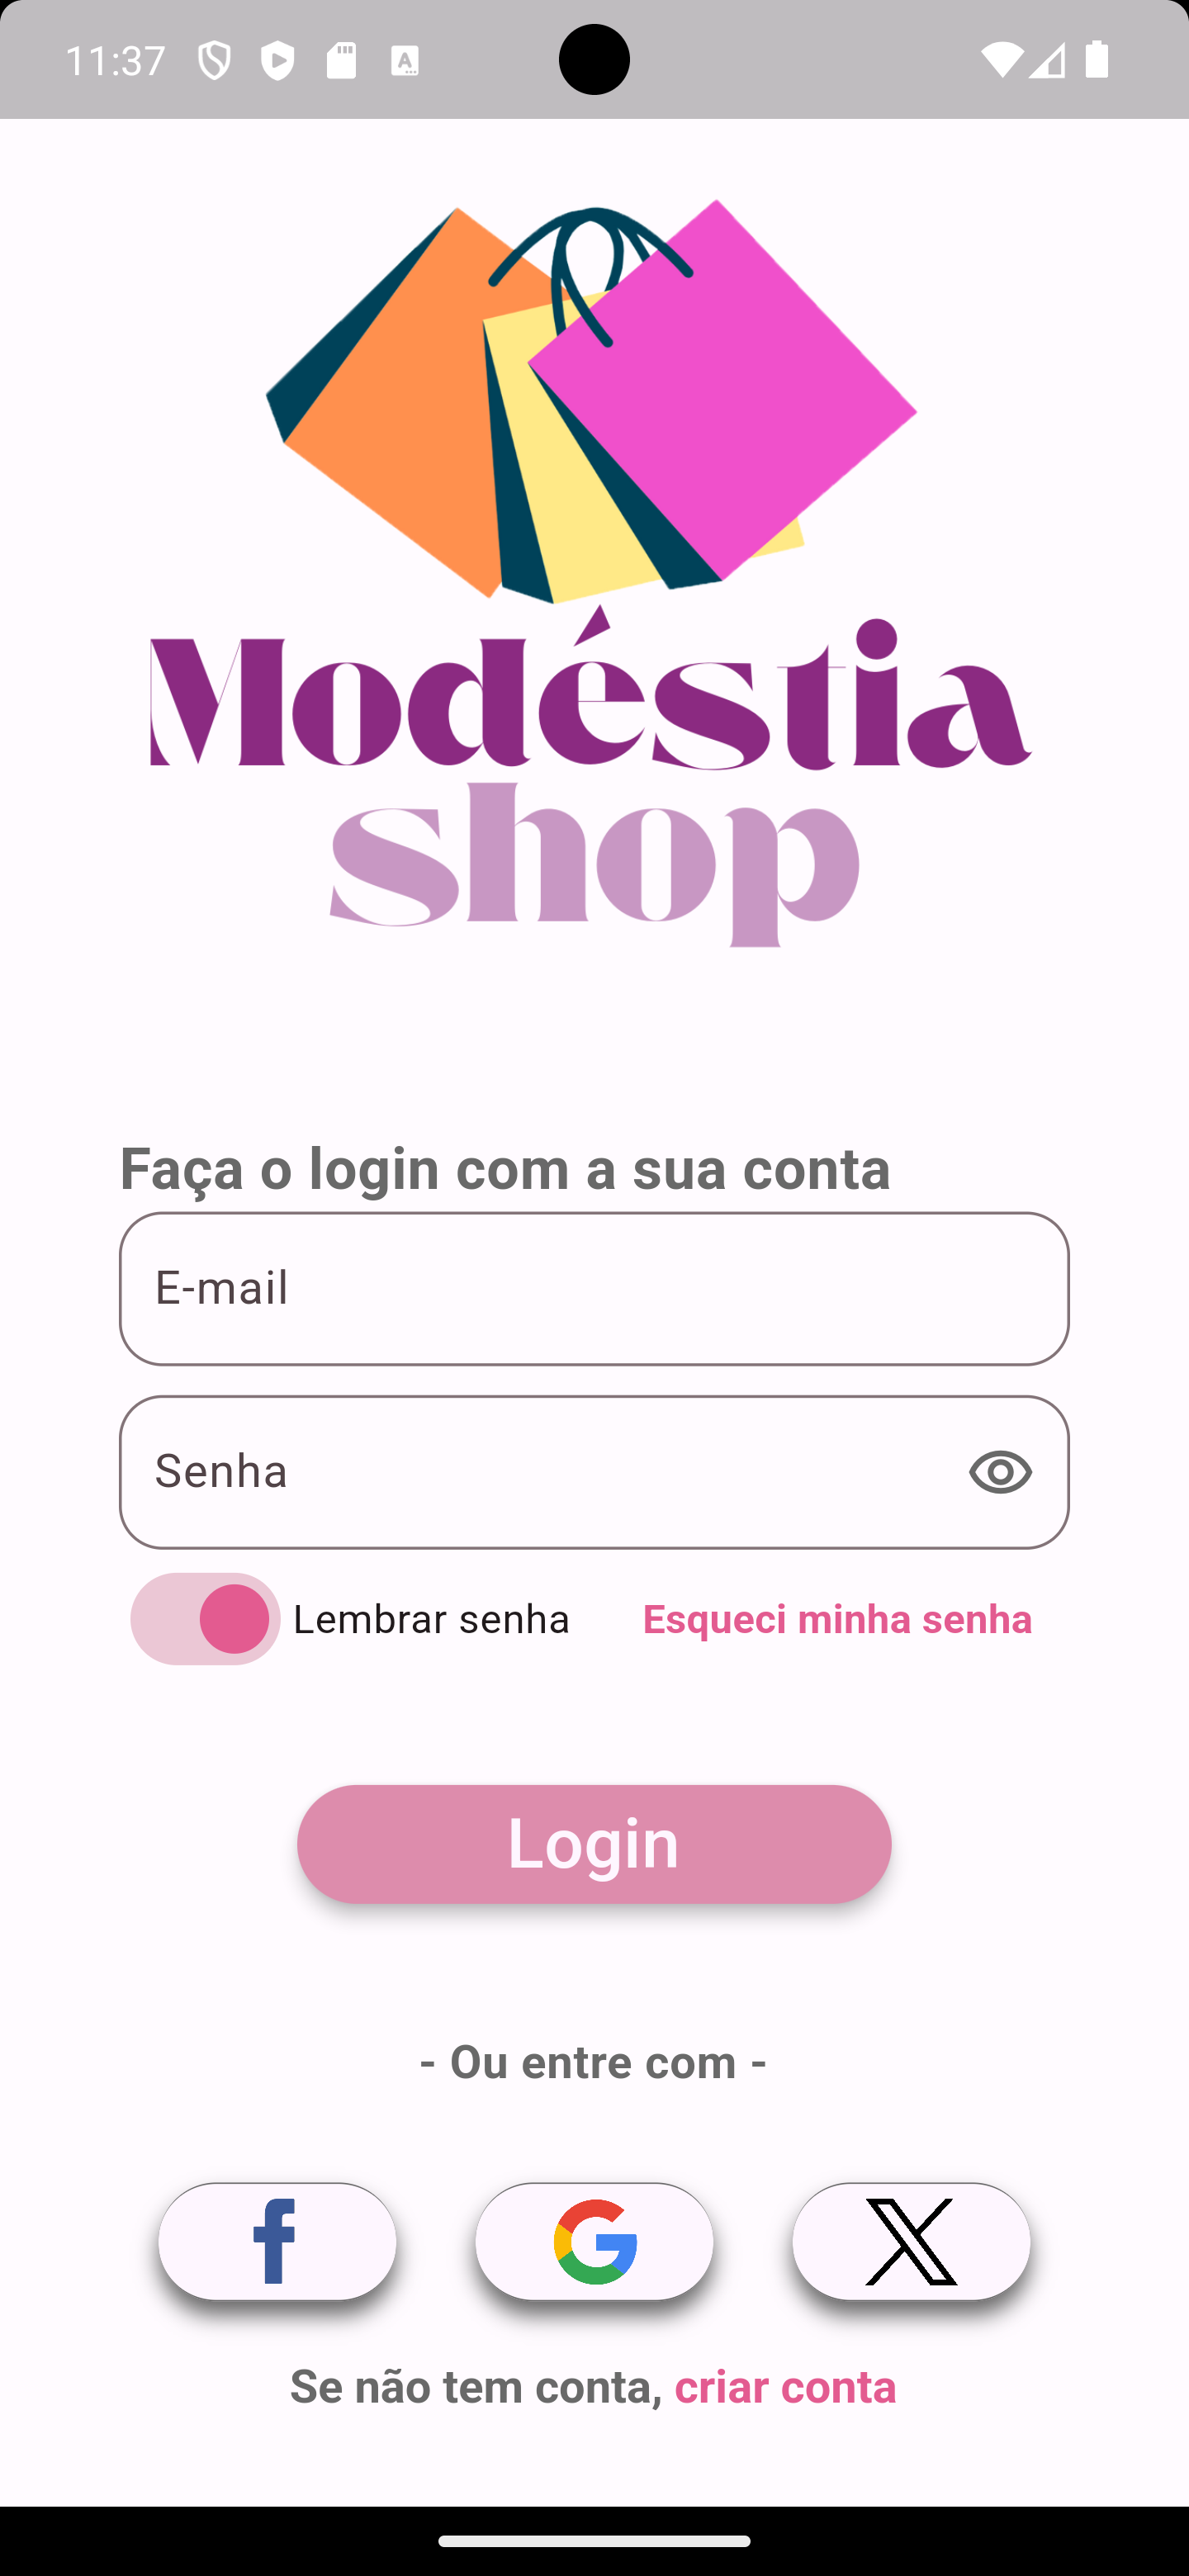 11:37
Modéstia
shop
Faça o login com a sua conta
E-mail
Senha
Lembrar senha Esqueci minha senha
Login
- Ou entre com -
Se não tem conta, criar conta